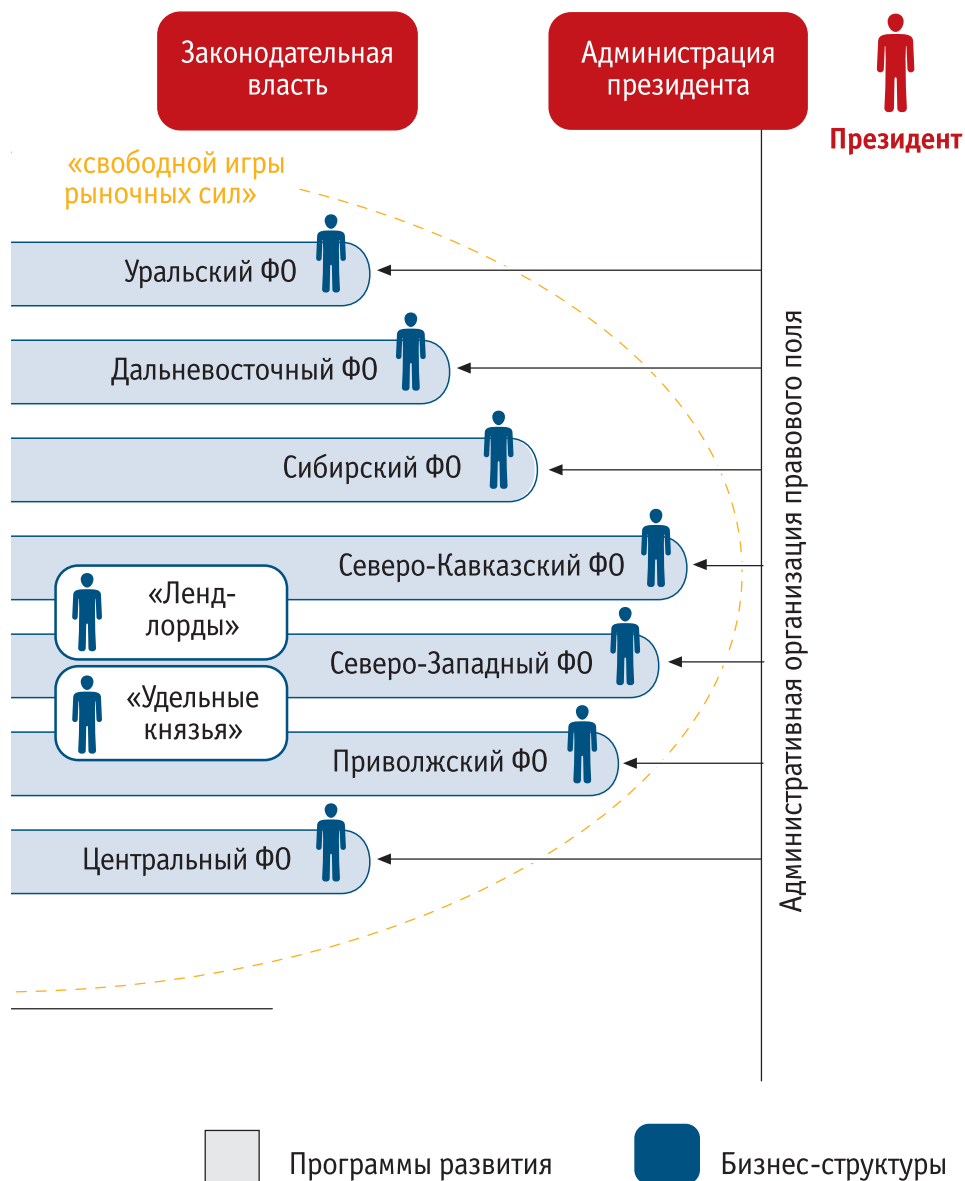 Законодательная
власть
Администрация
президента
Президент
«свободной игры
рыночных сил»
Уральский ФО
Дальневосточный ФО
Сибирский ФО
Северо-Кавказский ФО
«Ленд-
лорды»
Северо-Западный ФО
«Удельные
князья»
Приволжский ФО
Центральный ФО
Административная организация правового поля
Программы развития
Бизнес-структуры